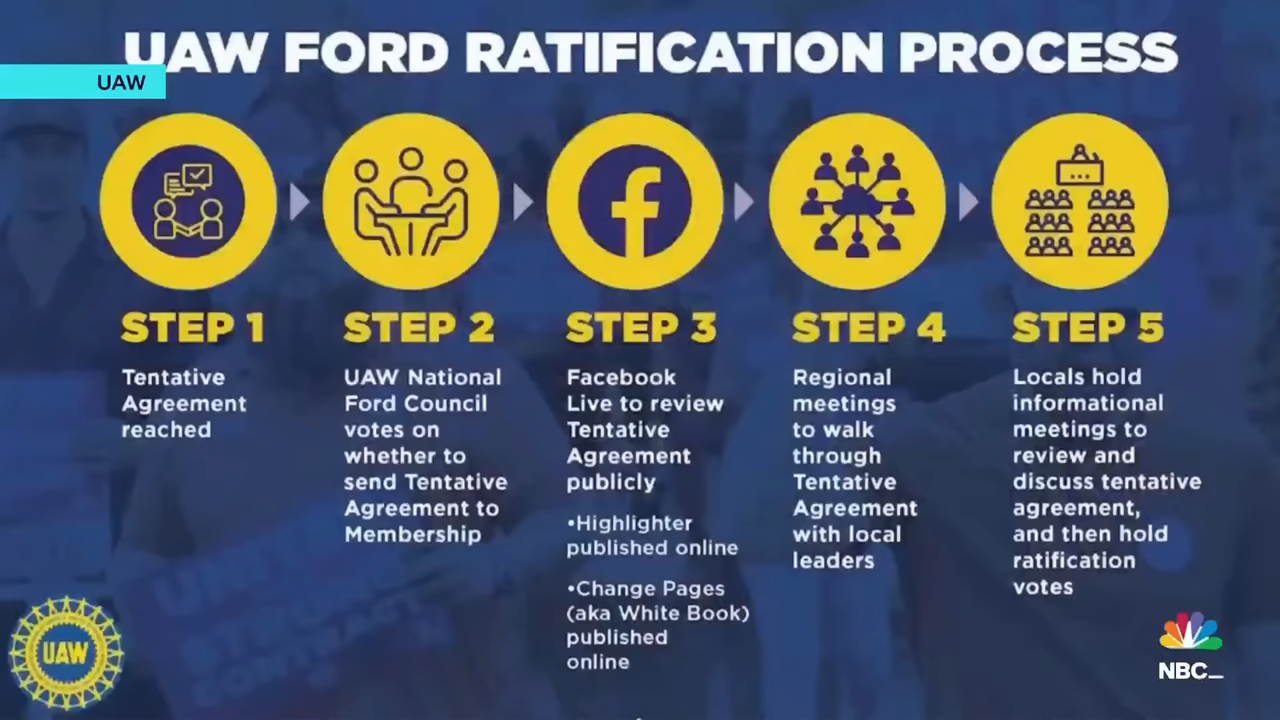 UAW FORD RATIFICATION PROCESS
UAW
STEP 1
Tentative
Agreement
reached
STEP 2
UAW National
Ford Council
votes on
whether to
send Tentative
Agreement to
Membership
STEP 3
Facebook
Live to review
Tentative
Agreement
publicly
•Highlighter
published online
•Change Pages
(aka White Book)
published
online
STEP 4
Regional
meetings
to walk
through
Tentative
Agreement
with local
leaders
STEP 5
Locals hold
informational
meetings to
review and
discuss tentative
agreement,
and then hold
ratification
votes
UAW
NBC